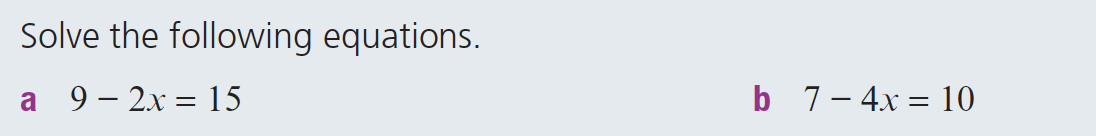 Solve the following equations.
a 9 − 2x = 15 b 7 − 4x = 10